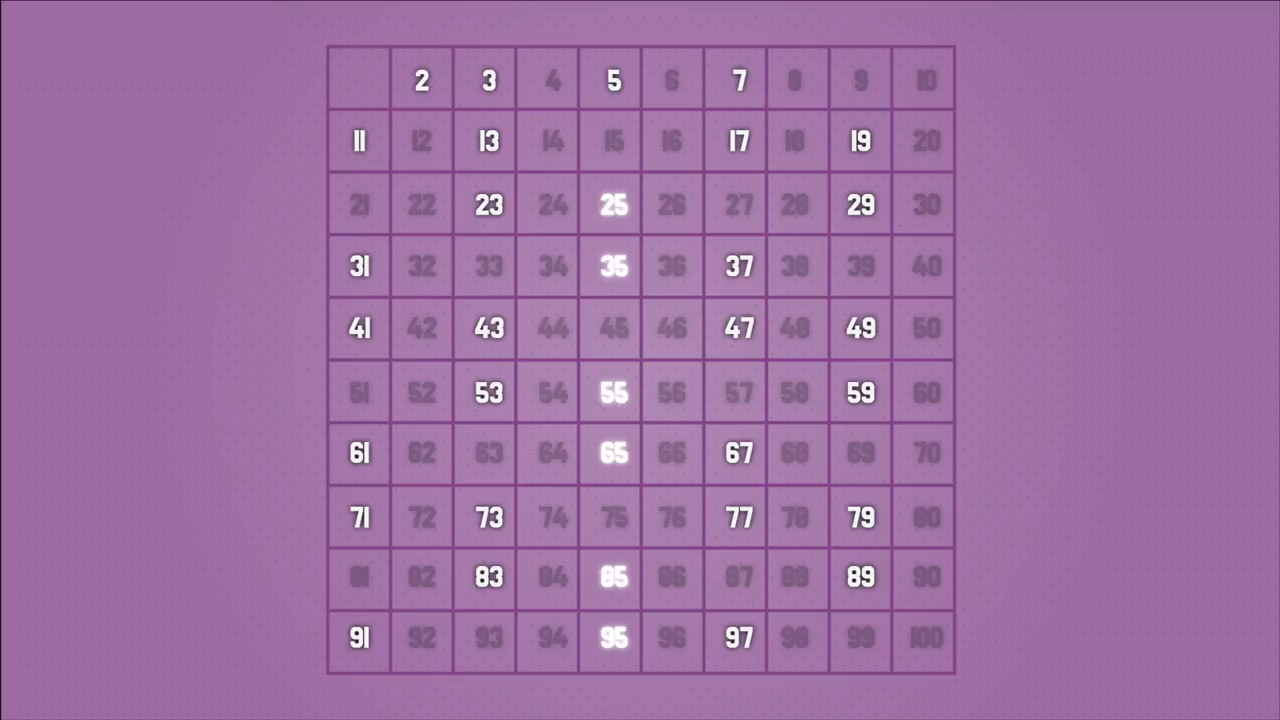 2 3 4 5 6 7 8 9 10
11 12 13 14 15 16 17 18 19 20
21 22 23 24 25 26 27 28 29 30
31 32 33 34 35 36 37 38 39 40
41 42 43 44 45 46 47 48 49 50
51 52 53 54 55 56 57 58 59 60
61 62 63 64 65 66 67 68 69 70
71 72 73 74 75 76 77 78 79 80
81 82 83 84 85 86 87 88 89 90
91 92 93 94 95 96 97 98 99 100